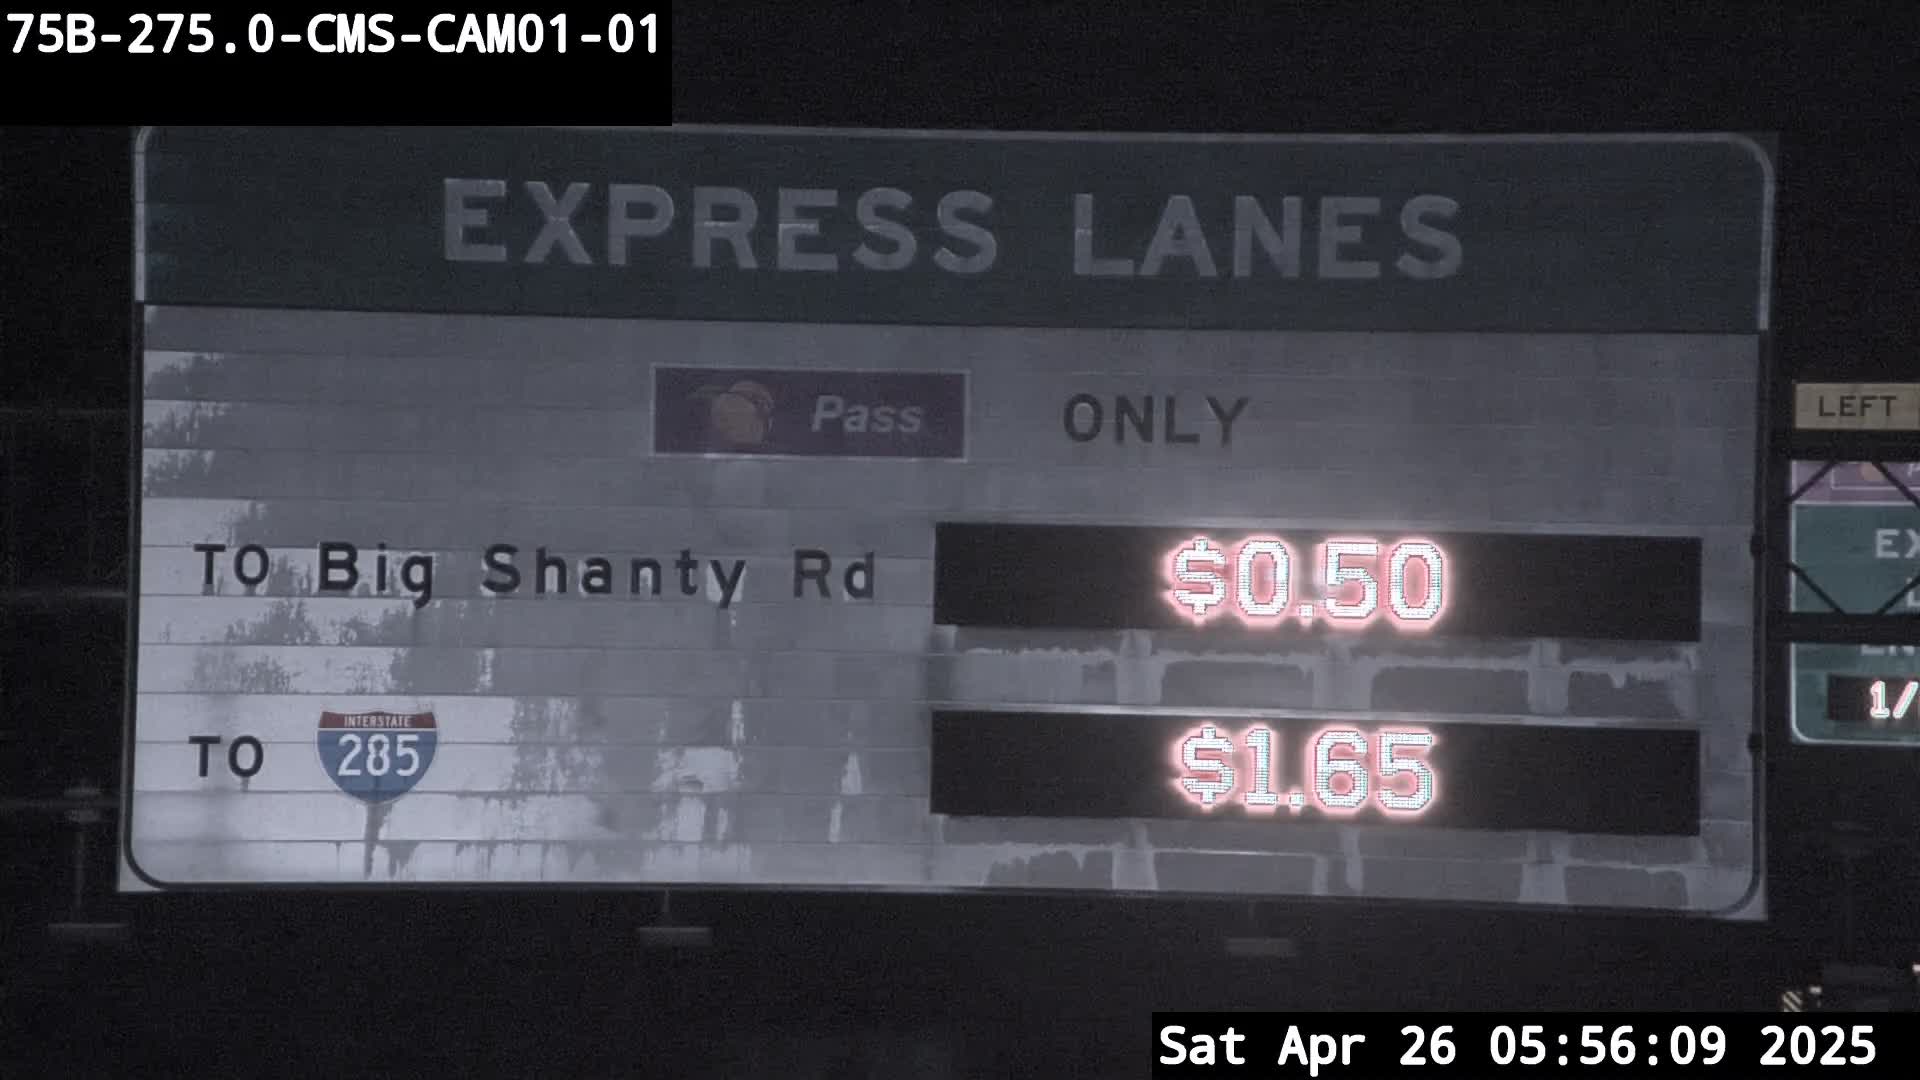 75B-275.0-CMS-CAM01-01
EXPRESS LANES
Pass ONLY
LEFT
TO Big Shanty Rd $0.50
TO INTERSTATE 285 $1.65
1/
Sat Apr 26 05:56:09 2025